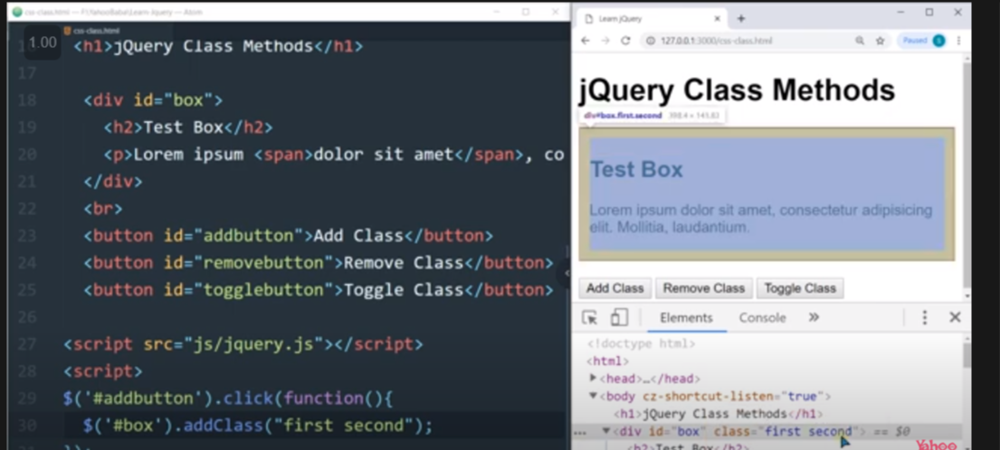 css-class.html — F:\YahooBaba\Learn-Jquery — Atom
css-class.html
1.00
<h1>jQuery Class Methods</h1>
17
18 <div id="box">
19 <h2>Test Box</h2>
20 <p>Lorem ipsum <span>dolor sit amet</span>, co
21 </div>
22 <br>
23 <button id="addbutton">Add Class</button>
24 <button id="removebutton">Remove Class</button>
25 <button id="togglebutton">Toggle Class</button>
26
27 <script src="js/jquery.js"></script>
28 <script>
29 $('#addbutton').click(function(){
30 $('#box').addClass("first second");
});
Learn jQuery
127.0.0.1:3000/css-class.html
Paused
S
jQuery Class Methods
div#box.first.second 398.4 × 141.83
Test Box
Lorem ipsum dolor sit amet, consectetur adipisicing
elit. Mollitia, laudantium.
Add Class Remove Class Toggle Class
Elements Console »
<!doctype html>
<html>
<head>…</head>
<body cz-shortcut-listen="true">
<h1>jQuery Class Methods</h1>
<div id="box" class="first second"> == $0
<h2>Test Box</h2>
Yahoo